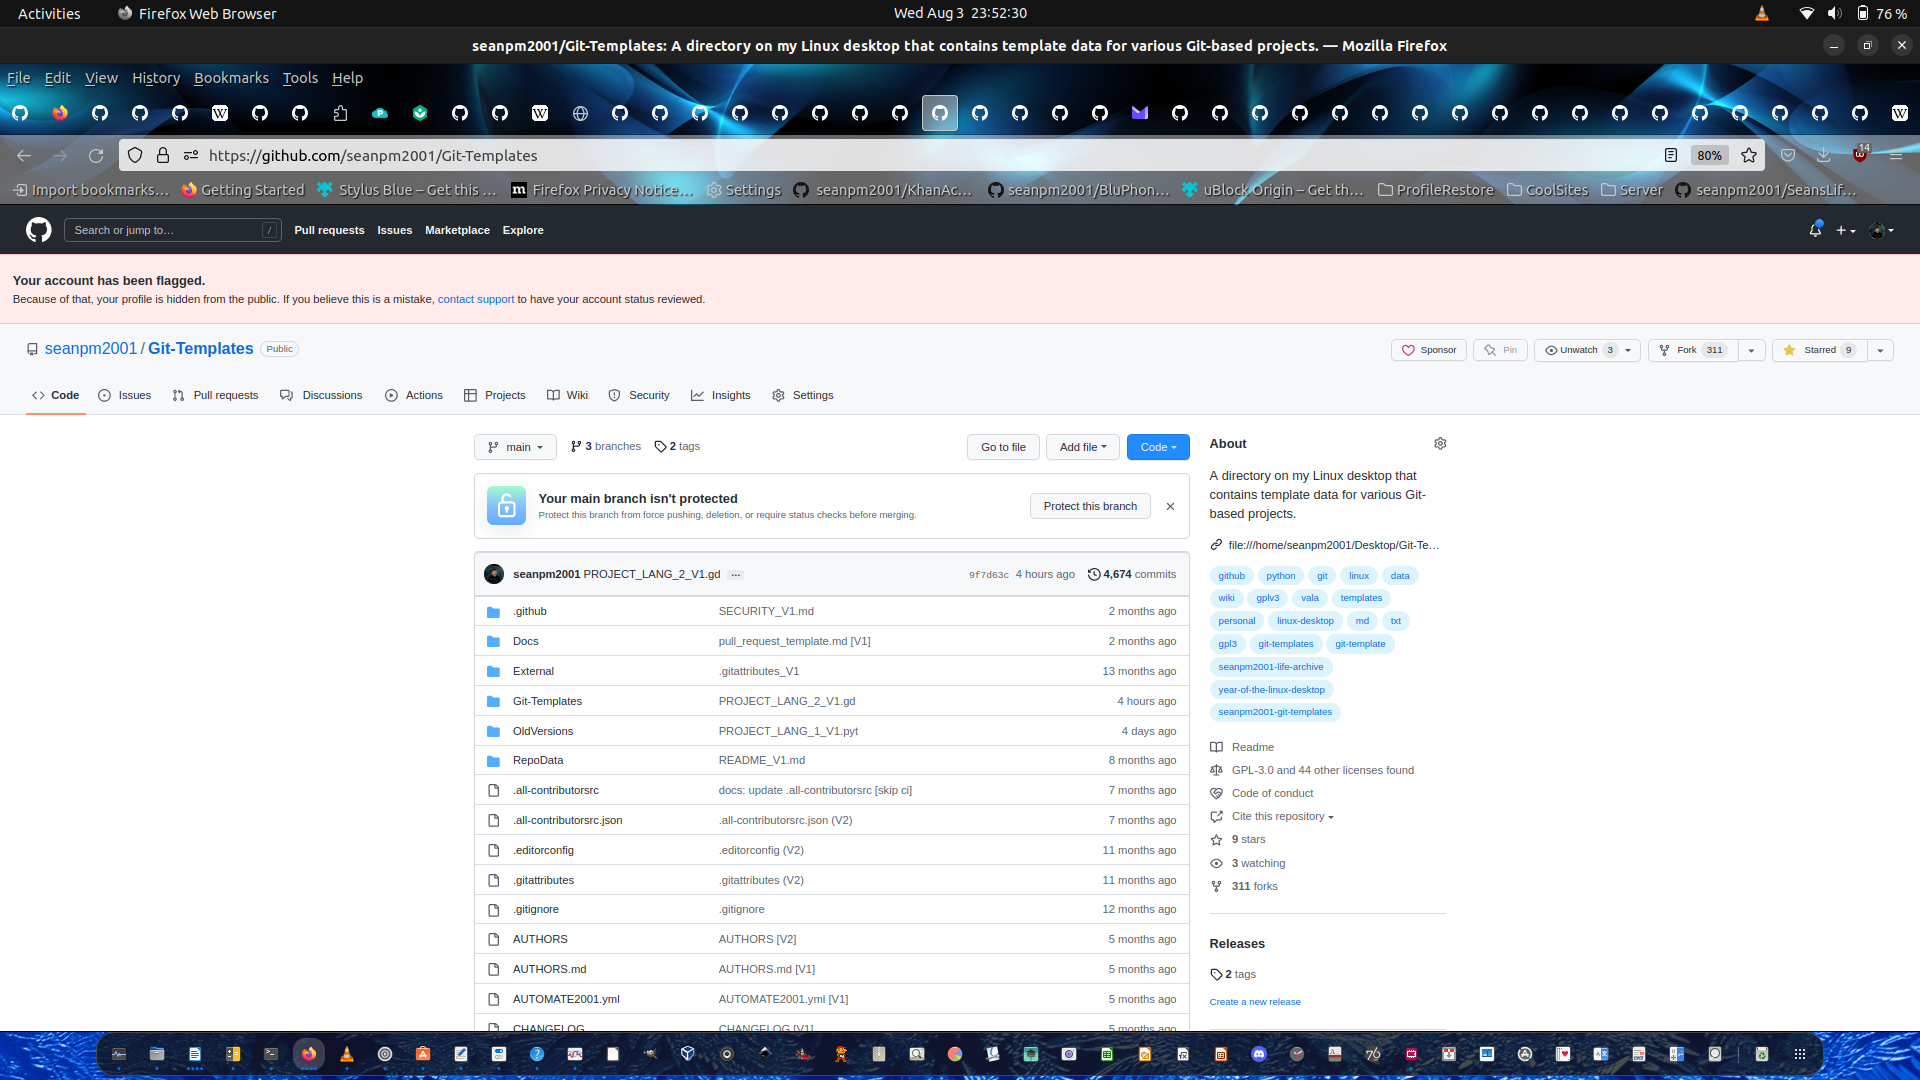 Activities Firefox Web Browser Wed Aug 3 23:52:30 76 %
seanpm2001/Git-Templates: A directory on my Linux desktop that contains template data for various Git-based projects. — Mozilla Firefox
File Edit View History Bookmarks Tools Help
https://github.com/seanpm2001/Git-Templates 80% 14
Import bookmarks… Getting Started Stylus Blue – Get this … Firefox Privacy Notice… Settings seanpm2001/KhanAc… seanpm2001/BluPhon… uBlock Origin – Get th… ProfileRestore CoolSites Server seanpm2001/SeansLif…
Search or jump to… / Pull requests Issues Marketplace Explore
Your account has been flagged.
Because of that, your profile is hidden from the public. If you believe this is a mistake, contact support to have your account status reviewed.
seanpm2001 / Git-Templates Public Sponsor Pin Unwatch 3 Fork 311 Starred 9
Code Issues Pull requests Discussions Actions Projects Wiki Security Insights Settings
main 3 branches 2 tags Go to file Add file Code
Your main branch isn't protected
Protect this branch from force pushing, deletion, or require status checks before merging.
Protect this branch
seanpm2001 PROJECT_LANG_2_V1.gd … 9f7d63c 4 hours ago 4,674 commits
.github SECURITY_V1.md 2 months ago
Docs pull_request_template.md [V1] 2 months ago
External .gitattributes_V1 13 months ago
Git-Templates PROJECT_LANG_2_V1.gd 4 hours ago
OldVersions PROJECT_LANG_1_V1.pyt 4 days ago
RepoData README_V1.md 8 months ago
.all-contributorsrc docs: update .all-contributorsrc [skip ci] 7 months ago
.all-contributorsrc.json .all-contributorsrc.json (V2) 7 months ago
.editorconfig .editorconfig (V2) 11 months ago
.gitattributes .gitattributes (V2) 11 months ago
.gitignore .gitignore 12 months ago
AUTHORS AUTHORS [V2] 5 months ago
AUTHORS.md AUTHORS.md [V1] 5 months ago
AUTOMATE2001.yml AUTOMATE2001.yml [V1] 5 months ago
CHANGELOG CHANGELOG [V1] 5 months ago
About
A directory on my Linux desktop that
contains template data for various Git-
based projects.
file:///home/seanpm2001/Desktop/Git-Te…
github python git linux data
wiki gplv3 vala templates
personal linux-desktop md txt
gpl3 git-templates git-template
seanpm2001-life-archive
year-of-the-linux-desktop
seanpm2001-git-templates
Readme
GPL-3.0 and 44 other licenses found
Code of conduct
Cite this repository
9 stars
3 watching
311 forks
Releases
2 tags
Create a new release